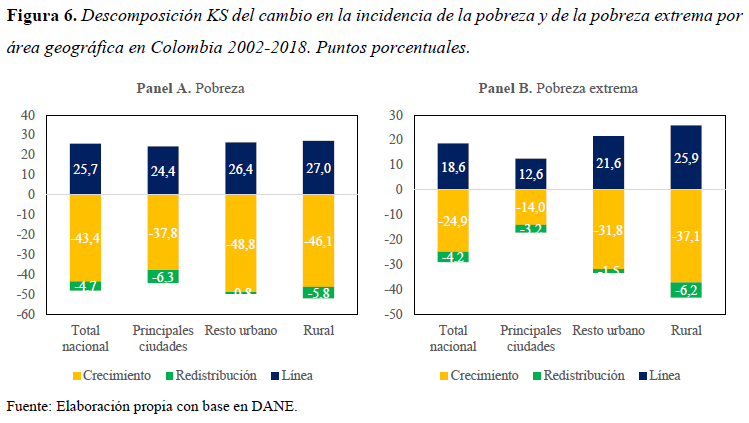 Figura 6. Descomposición KS del cambio en la incidencia de la pobreza y de la pobreza extrema por
área geográfica en Colombia 2002-2018. Puntos porcentuales.
Panel A. Pobreza
40
30
20
10
0
-10
-20
-30
-40
-50
-60
25,7
24,4
26,4
27,0
-43,4
-37,8
-48,8
-46,1
-4,7
-6,3
-0,8
-5,8
Total nacional
Principales ciudades
Resto urbano
Rural
Crecimiento
Redistribución
Línea
Panel B. Pobreza extrema
30
20
10
0
-10
-20
-30
-40
-50
18,6
12,6
21,6
25,9
-24,9
-14,0
-31,8
-37,1
-4,2
-3,2
-1,5
-6,2
Total nacional
Principales ciudades
Resto urbano
Rural
Crecimiento
Redistribución
Línea
Fuente: Elaboración propia con base en DANE.